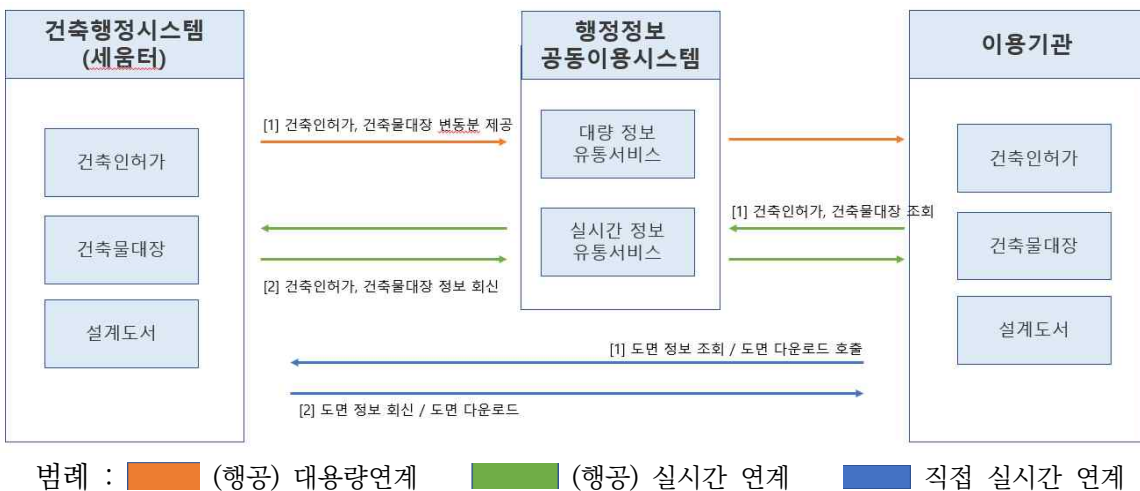 건축행정시스템
(세움터)
건축인허가
건축물대장
설계도서
[1] 건축인허가, 건축물대장 변동분 제공
[2] 건축인허가, 건축물대장 정보 회신
행정정보
공동이용시스템
대량 정보
유통서비스
실시간 정보
유통서비스
[1] 건축인허가, 건축물대장 조회
이용기관
건축인허가
건축물대장
설계도서
[1] 도면 정보 조회 / 도면 다운로드 호출
[2] 도면 정보 회신 / 도면 다운로드
범례 : (행공) 대용량연계 (행공) 실시간 연계 직접 실시간 연계